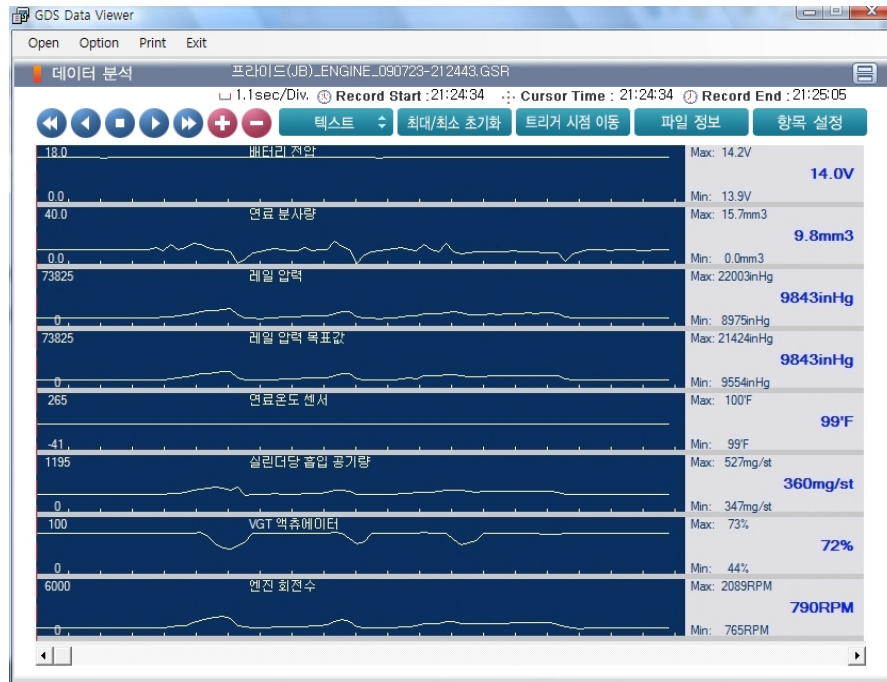 GDS Data Viewer
Open Option Print Exit
데이터 분석 프라이드(JB)_ENGINE_090723-212443.GSR
1.1sec/Div. Record Start :21:24:34 Cursor Time : 21:24:34 Record End : 21:25:05
텍스트 최대/최소 초기화 트리거 시점 이동 파일 정보 항목 설정
18.0 배터리 전압 Max: 14.2V
14.0V
0.0 Min: 13.9V
40.0 연료 분사량 Max: 15.7mm3
9.8mm3
0.0 Min: 0.0mm3
73825 레일 압력 Max: 22003inHg
9843inHg
0 Min: 8975inHg
73825 레일 압력 목표값 Max: 21424inHg
9843inHg
0 Min: 9554inHg
265 연료온도 센서 Max: 100'F
99'F
-41 Min: 99'F
1195 실린더당 흡입 공기량 Max: 527mg/st
360mg/st
0 Min: 347mg/st
100 VGT 액츄에이터 Max: 73%
72%
0 Min: 44%
6000 엔진 회전수 Max: 2089RPM
790RPM
0 Min: 765RPM